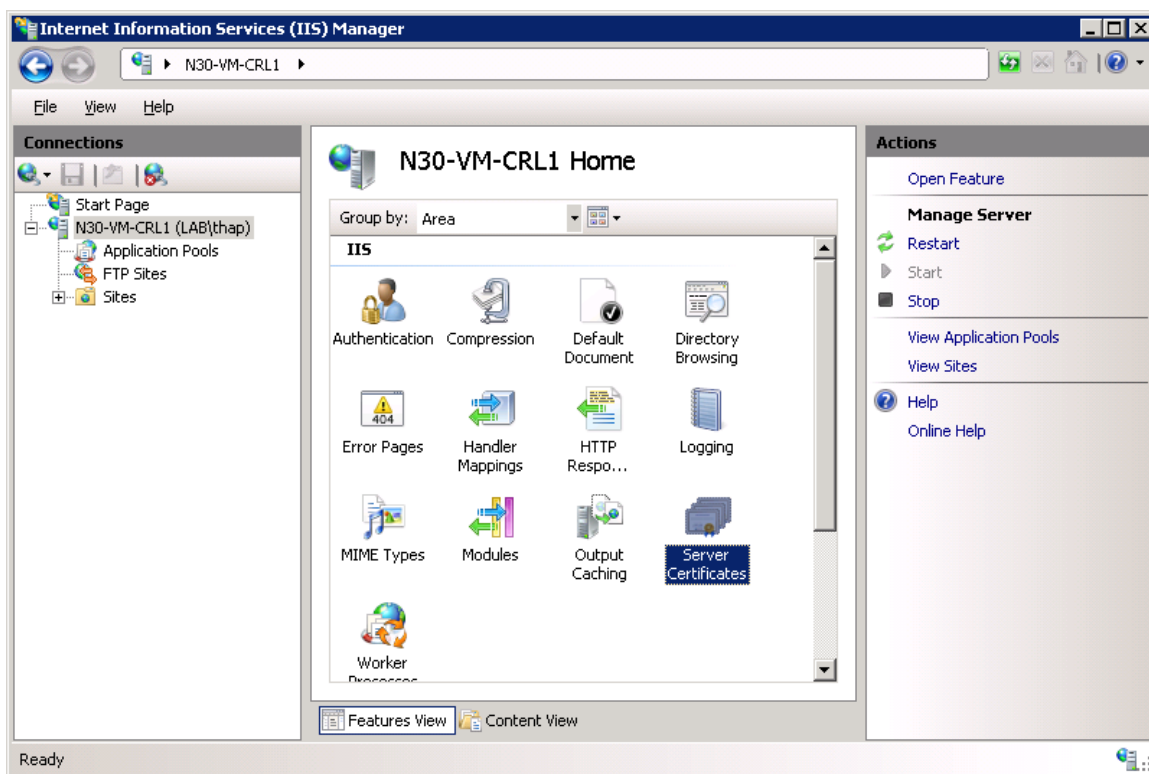 Internet Information Services (IIS) Manager
N30-VM-CRL1
File View Help
Connections
Start Page
N30-VM-CRL1 (LAB\thap)
Application Pools
FTP Sites
Sites
N30-VM-CRL1 Home
Group by: Area
IIS
Authentication Compression Default Directory
Document Browsing
404
Error Pages Handler HTTP Logging
Mappings Respo...
MIME Types Modules Output Server
Caching Certificates
Worker
Processes
Features View Content View
Actions
Open Feature
Manage Server
Restart
Start
Stop
View Application Pools
View Sites
Help
Online Help
Ready